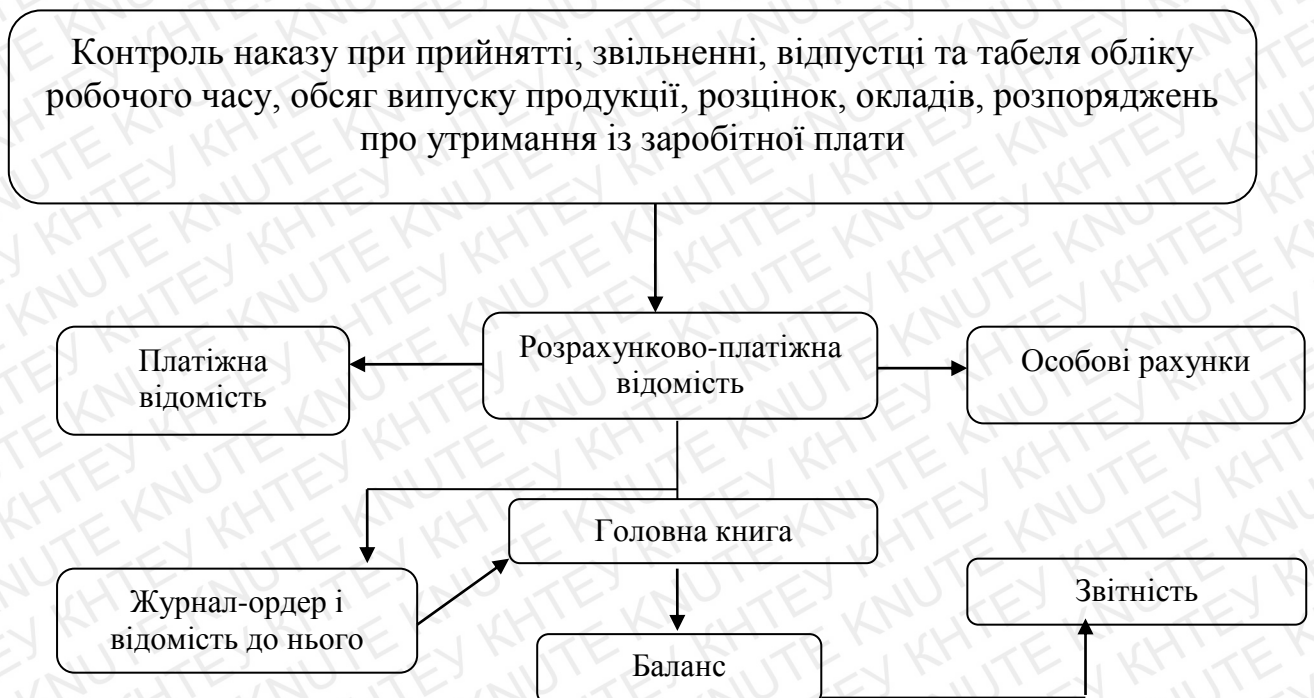 Контроль наказу при прийнятті, звільненні, відпустці та табеля обліку
робочого часу, обсяг випуску продукції, розцінок, окладів, розпоряджень
про утримання із заробітної плати
Платіжна
відомість
Розрахунково-платіжна
відомість
Особові рахунки
Головна книга
Журнал-ордер і
відомість до нього
Звітність
Баланс